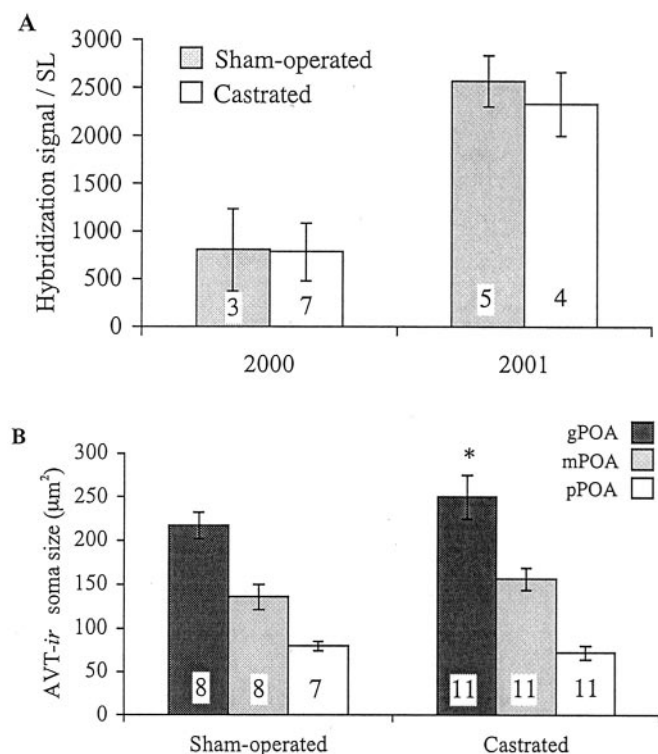 A
Hybridization signal / SL
3000
2500
2000
1500
1000
500
0
Sham-operated
Castrated
3
7
5
4
2000
2001
B
AVT-ir soma size (µm²)
300
250
200
150
100
50
0
gPOA
mPOA
pPOA
*
8
8
7
11
11
11
Sham-operated
Castrated